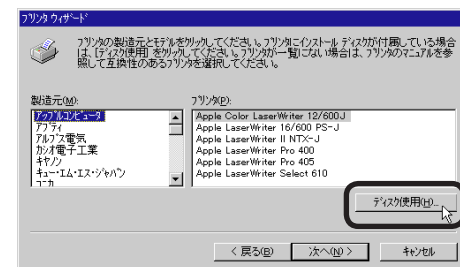 プリンタ ウィザード
プリンタの製造元とモデルをクリックしてください。プリンタにインストール ディスクが付属している場合
は、[ディスク使用] をクリックしてください。プリンタが一覧にない場合は、プリンタのマニュアルを参
照して互換性のあるプリンタを選択してください。
製造元(M):
プリンタ(P):
アップルコンピュータ
アプティ
アルプス電気
カシオ電子工業
キヤノン
キュー・エム・エス・ジャパン
コニカ
Apple Color LaserWriter 12/600J
Apple LaserWriter 16/600 PS-J
Apple LaserWriter II NTX-J
Apple LaserWriter Pro 400
Apple LaserWriter Pro 405
Apple LaserWriter Select 610
ディスク使用(H)...
< 戻る(B)
次へ(N) >
キャンセル